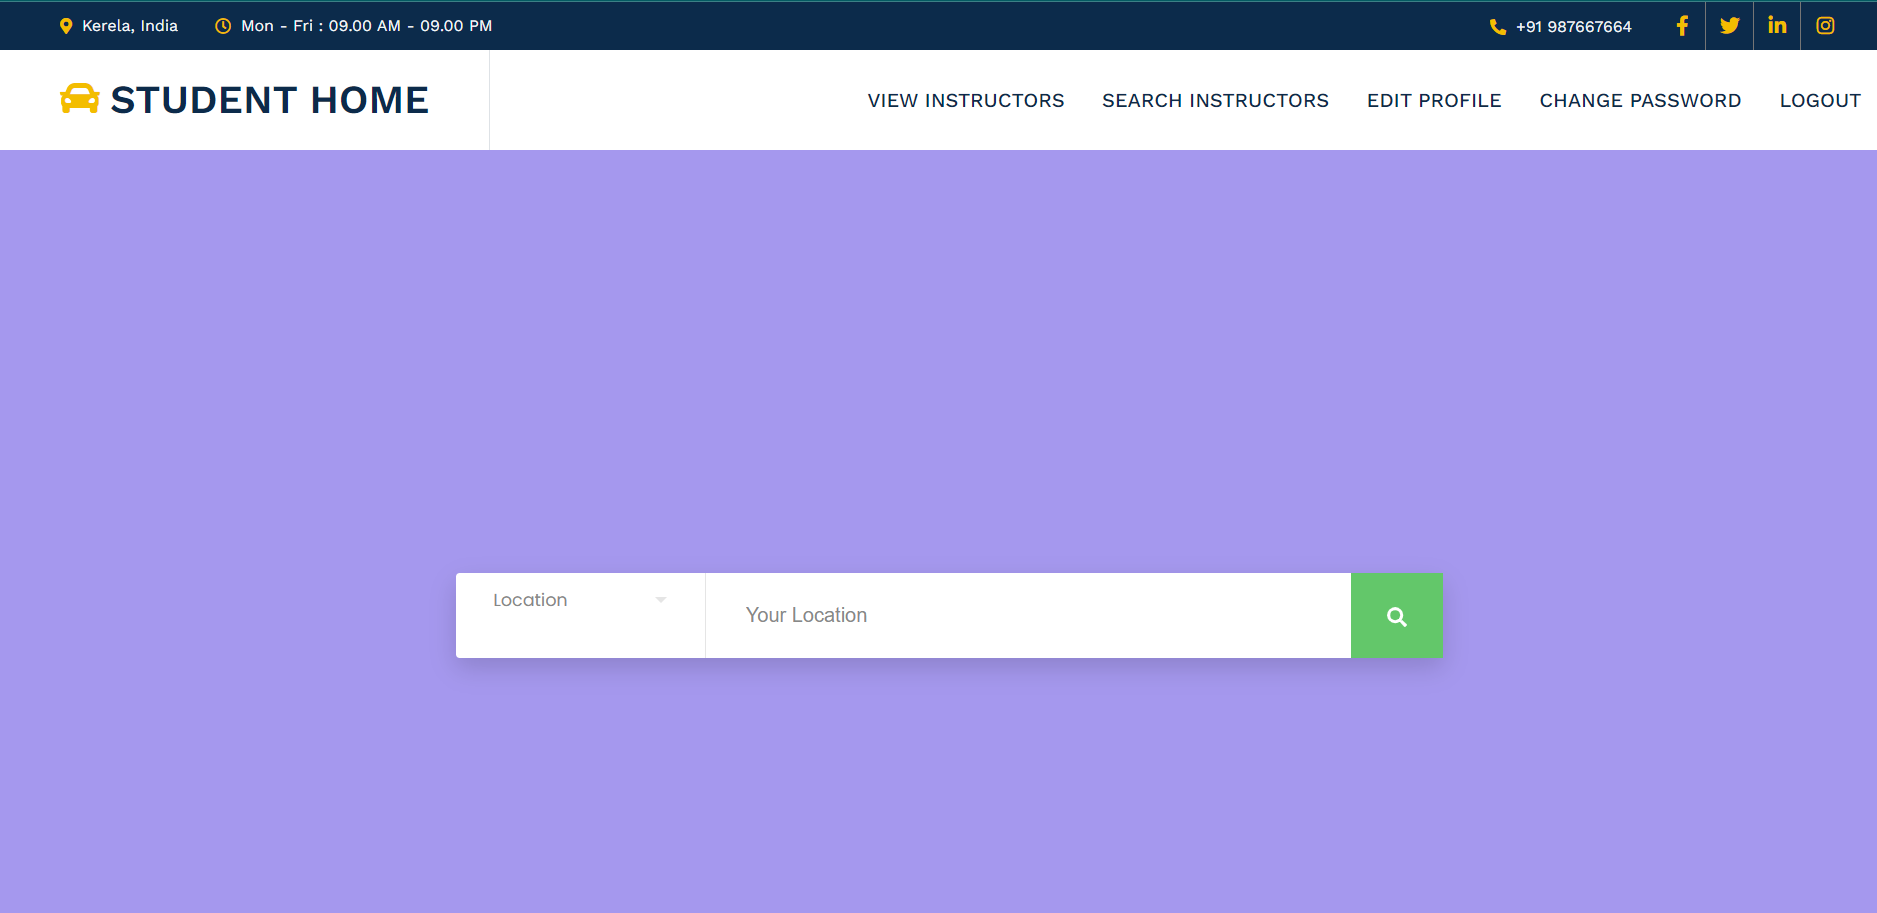 Kerela, India
Mon - Fri : 09.00 AM - 09.00 PM
+91 987667664
STUDENT HOME
VIEW INSTRUCTORS
SEARCH INSTRUCTORS
EDIT PROFILE
CHANGE PASSWORD
LOGOUT
Location
Your Location